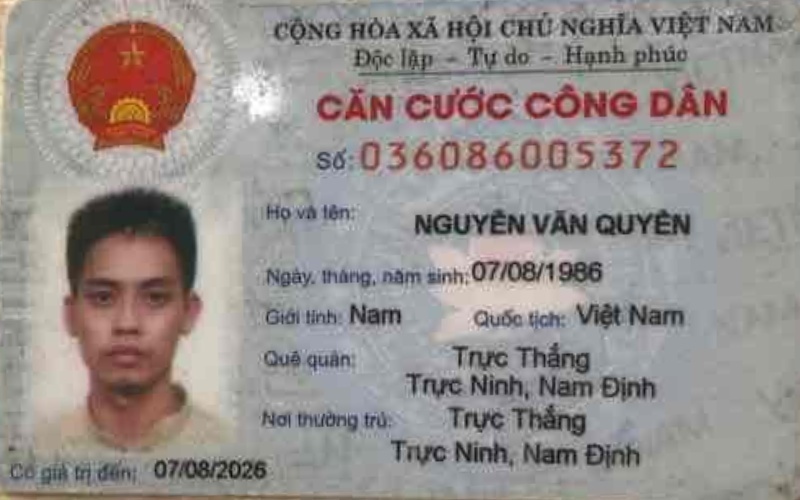 CỘNG HÒA XÃ HỘI CHỦ NGHĨA VIỆT NAM
Độc lập - Tự do - Hạnh phúc
CĂN CƯỚC CÔNG DÂN
Số: 036086005372
Họ và tên: NGUYỄN VĂN QUYỀN
Ngày, tháng, năm sinh: 07/08/1986
Giới tính: Nam Quốc tịch: Việt Nam
Quê quán: Trực Thắng
Trực Ninh, Nam Định
Nơi thường trú: Trực Thắng
Trực Ninh, Nam Định
Có giá trị đến: 07/08/2026